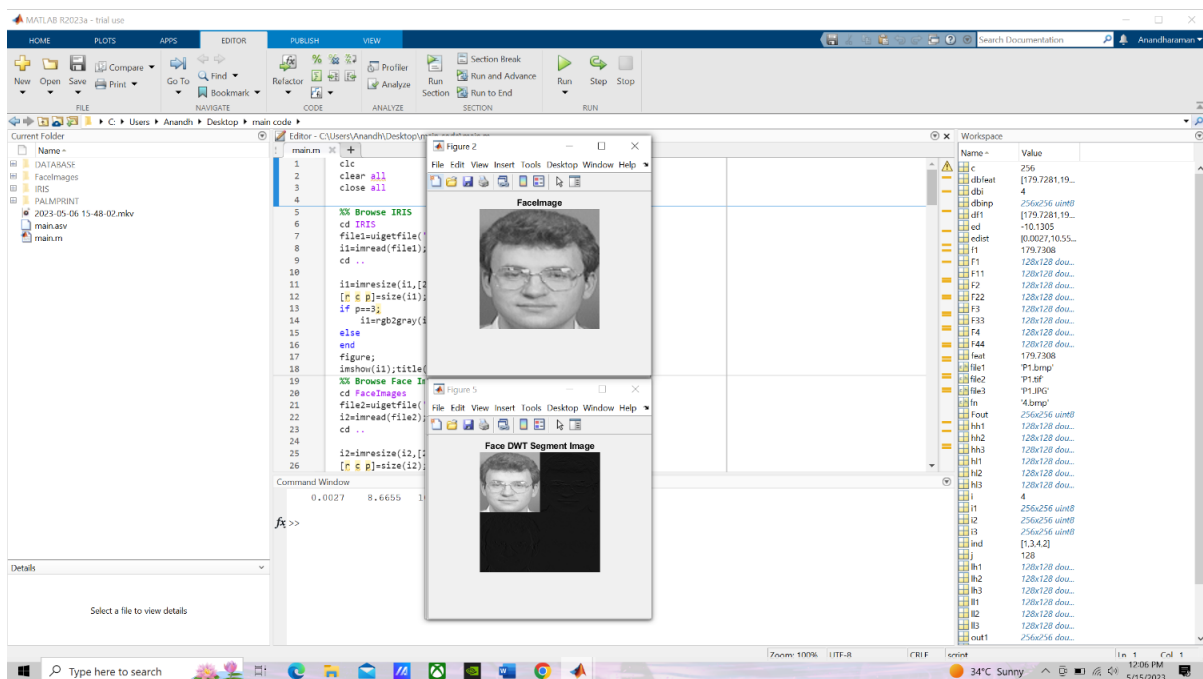 MATLAB R2023a - trial use
HOME PLOTS APPS EDITOR PUBLISH VIEW Search Documentation Anandharaman
New Open Save Compare Print Go To Find Bookmark Refactor Profiler Analyze Run Section Section Break Run and Advance Run to End Run Step Stop
FILE NAVIGATE CODE ANALYZE SECTION RUN
C: Users Anandh Desktop main code
Current Folder
Name
DATABASE
FaceImages
IRIS
PALMPRINT
2023-05-06 15-48-02.mkv
main.asv
main.m
Details
Select a file to view details
Editor - C:\Users\Anandh\Desktop\main code\main.m
main.m +
1 clc
2 clear all
3 close all
4
5 %% Browse IRIS
6 cd IRIS
7 file1=uigetfile('
8 i1=imread(file1);
9 cd ..
10
11 i1=imresize(i1,[2
12 [r c p]=size(i1);
13 if p==3;
14 i1=rgb2gray(i
15 else
16 end
17 figure;
18 imshow(i1);title(
19 %% Browse Face Im
20 cd FaceImages
21 file2=uigetfile('
22 i2=imread(file2);
23 cd ..
24
25 i2=imresize(i2,[2
26 [r c p]=size(i2);
Command Window
0.0027 8.6655
fx >>
Figure 2
File Edit View Insert Tools Desktop Window Help
FaceImage
Figure 5
File Edit View Insert Tools Desktop Window Help
Face DWT Segment Image
Workspace
Name Value
c 256
dbfeat [179.7281,19...
dbi 4
dbinp 256x256 uint8
df1 [179.7281,19...
ed -10.1305
edist [0.0027,10.55...
f1 179.7308
F1 128x128 dou...
F11 128x128 dou...
F2 128x128 dou...
F22 128x128 dou...
F3 128x128 dou...
F33 128x128 dou...
F4 128x128 dou...
F44 128x128 dou...
feat 179.7308
file1 'P1.bmp'
file2 'P1.tif'
file3 'P1.JPG'
fn '4.bmp'
Fout 256x256 uint8
hh1 128x128 dou...
hh2 128x128 dou...
hh3 128x128 dou...
hl1 128x128 dou...
hl2 128x128 dou...
hl3 128x128 dou...
i 4
i1 256x256 uint8
i2 256x256 uint8
i3 256x256 uint8
ind [1,3,4,2]
j 128
lh1 128x128 dou...
lh2 128x128 dou...
lh3 128x128 dou...
ll1 128x128 dou...
ll2 128x128 dou...
ll3 128x128 dou...
out1 256x256 dou...
Zoom: 100% UTF-8 CRLF script Ln 1 Col 1
Type here to search
34°C Sunny
12:06 PM
5/15/2023